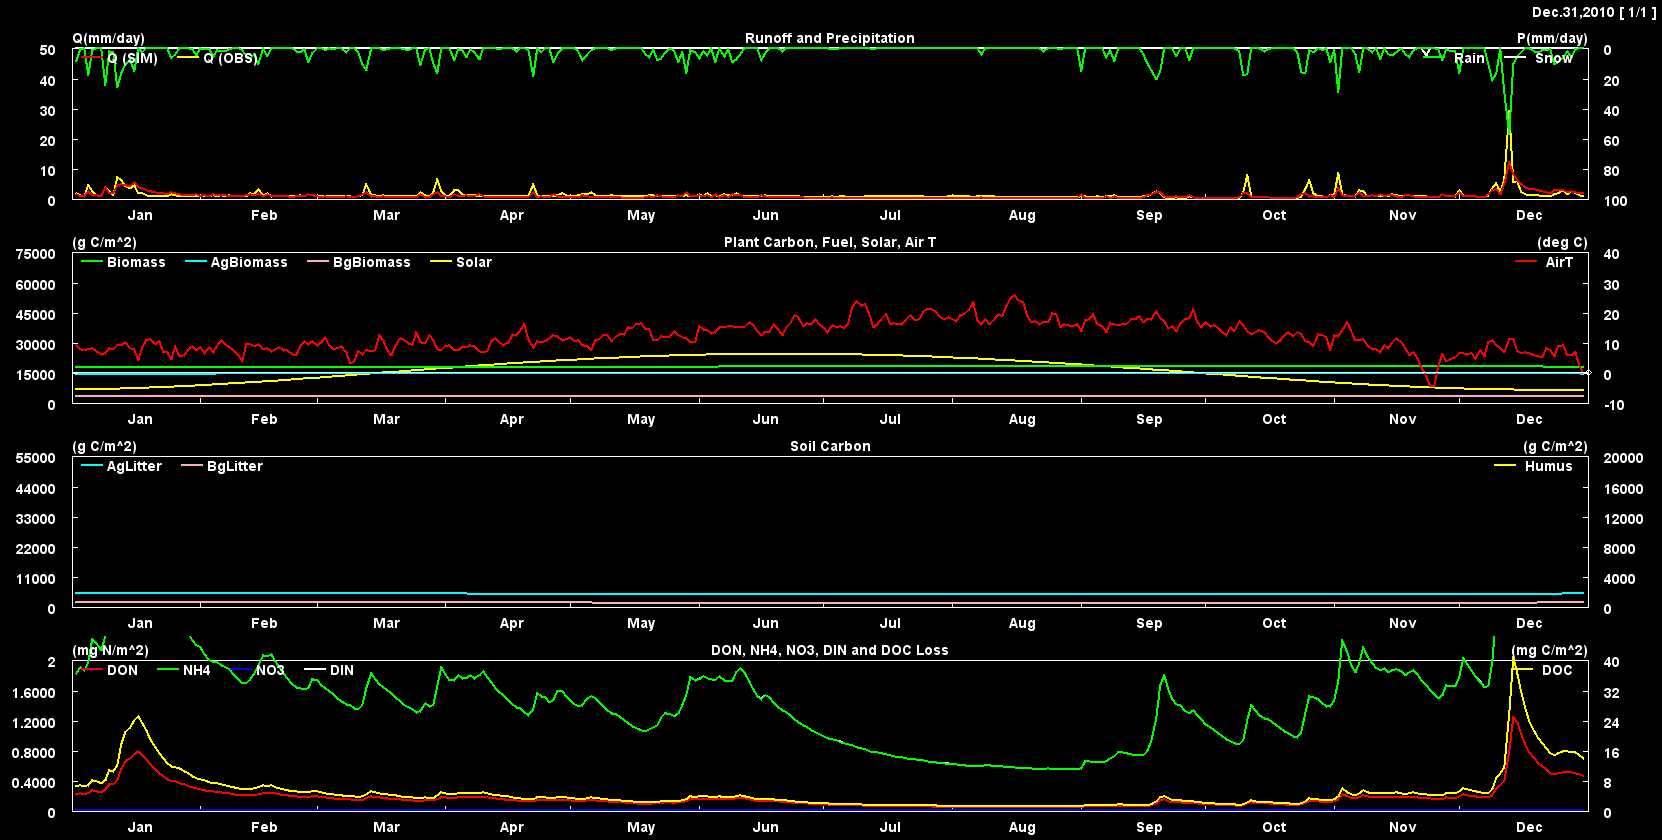 Dec.31,2010 [ 1/1 ]
Q(mm/day) Runoff and Precipitation P(mm/day)
50 Q (SIM) Q (OBS) Rain Snow 0
40 20
30 40
20 60
10 80
0 100
Jan Feb Mar Apr May Jun Jul Aug Sep Oct Nov Dec
(g C/m^2) Plant Carbon, Fuel, Solar, Air T (deg C)
75000 40
Biomass AgBiomass BgBiomass Solar AirT
60000 30
45000 20
30000 10
15000 0
0 -10
Jan Feb Mar Apr May Jun Jul Aug Sep Oct Nov Dec
(g C/m^2) Soil Carbon (g C/m^2)
55000 20000
AgLitter BgLitter Humus
44000 16000
33000 12000
22000 8000
11000 4000
0 0
Jan Feb Mar Apr May Jun Jul Aug Sep Oct Nov Dec
(mg N/m^2) DON, NH4, NO3, DIN and DOC Loss (mg C/m^2)
2 40
DON NH4 NO3 DIN DOC
1.6000 32
1.2000 24
0.8000 16
0.4000 8
0 0
Jan Feb Mar Apr May Jun Jul Aug Sep Oct Nov Dec